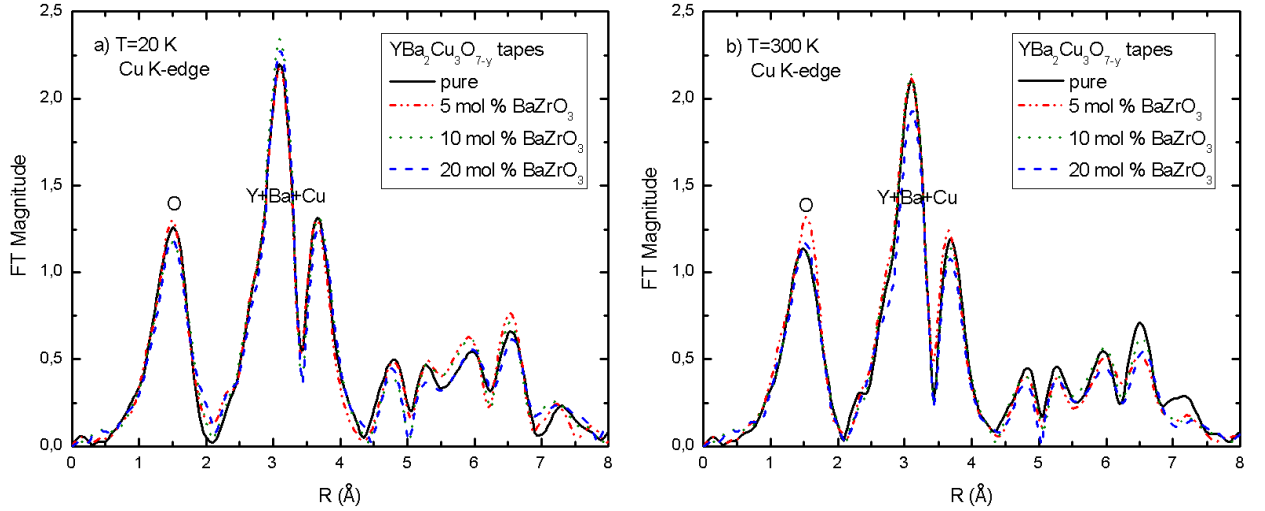 a) T=20 K
Cu K-edge
YBa₂Cu₃O₇₋ᵧ tapes
pure
5 mol % BaZrO₃
10 mol % BaZrO₃
20 mol % BaZrO₃
O
Y+Ba+Cu
FT Magnitude
2,5
2,0
1,5
1,0
0,5
0,0
0 1 2 3 4 5 6 7 8
R (Å)
b) T=300 K
Cu K-edge
YBa₂Cu₃O₇₋ᵧ tapes
pure
5 mol % BaZrO₃
10 mol % BaZrO₃
20 mol % BaZrO₃
O
Y+Ba+Cu
FT Magnitude
2,5
2,0
1,5
1,0
0,5
0,0
0 1 2 3 4 5 6 7 8
R (Å)